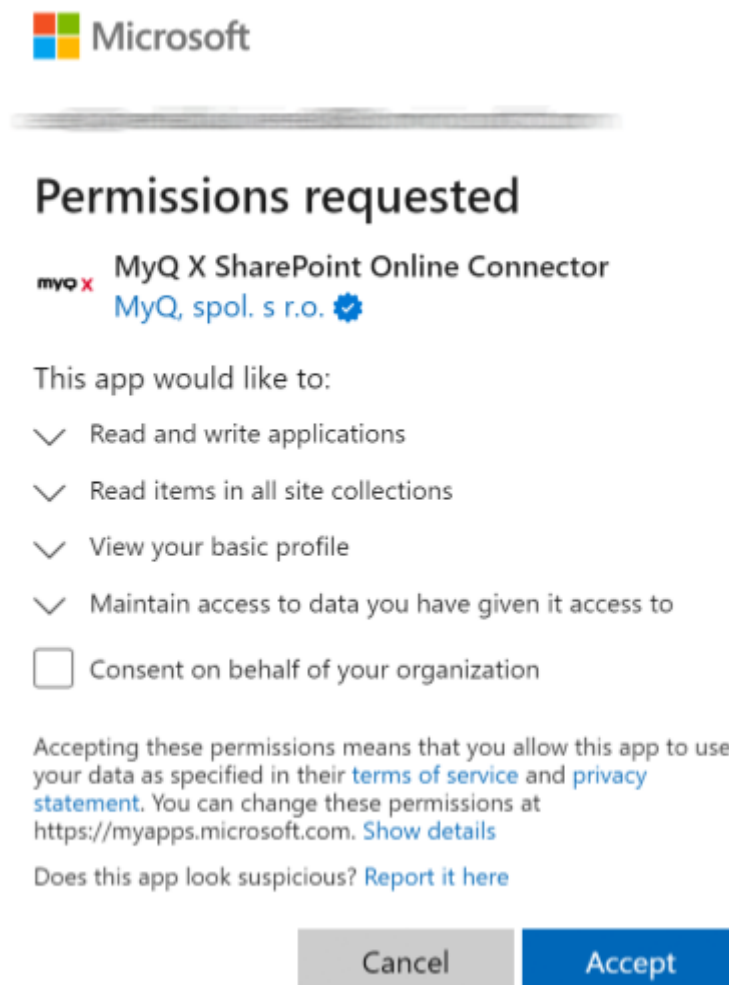 Microsoft
Permissions requested
myQ X
MyQ X SharePoint Online Connector
MyQ, spol. s r.o.
This app would like to:
Read and write applications
Read items in all site collections
View your basic profile
Maintain access to data you have given it access to
Consent on behalf of your organization
Accepting these permissions means that you allow this app to use
your data as specified in their terms of service and privacy
statement. You can change these permissions at
https://myapps.microsoft.com. Show details
Does this app look suspicious? Report it here
Cancel
Accept